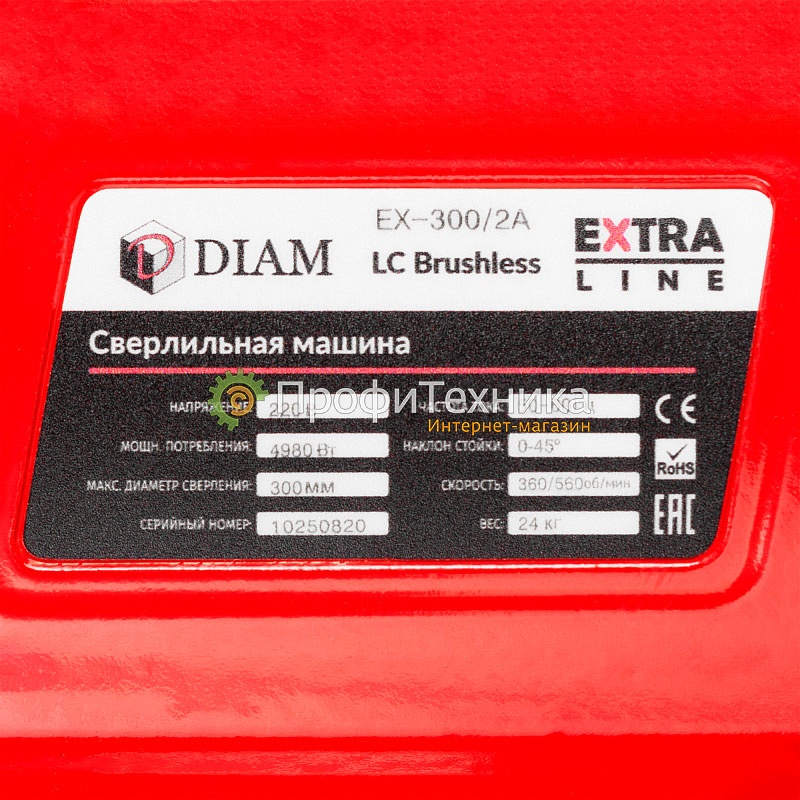 DIAM
EX-300/2A
LC Brushless
EXTRA
LINE
Сверлильная машина
ПрофиТехника
Интернет-магазин
НАПРЯЖЕНИЕ: 220
МОЩН. ПОТРЕБЛЕНИЯ: 4980 Вт
НАКЛОН СТОЙКИ: 0-45°
МАКС. ДИАМЕТР СВЕРЛЕНИЯ: 300мм
СКОРОСТЬ: 360/560об/мин
СЕРИЙНЫЙ НОМЕР: 10250820
ВЕС: 24 кг
CE
RoHS
EAC